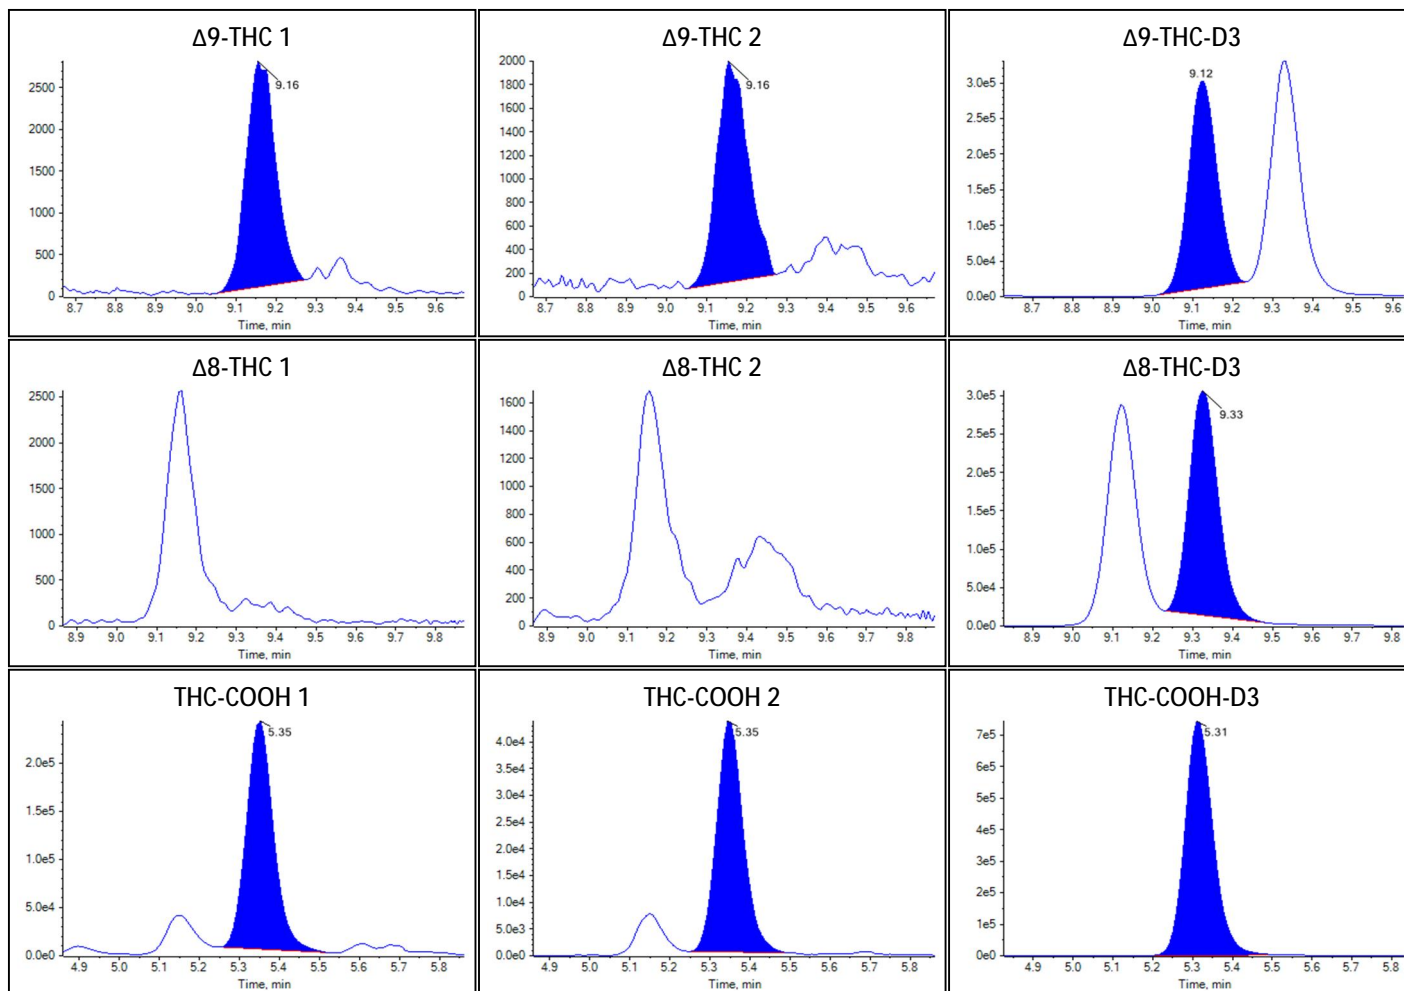 Δ9-THC 1
2500
2000
1500
1000
500
0
9.16
8.7 8.8 8.9 9.0 9.1 9.2 9.3 9.4 9.5 9.6
Time, min
Δ9-THC 2
2000
1800
1600
1400
1200
1000
800
600
400
200
0
9.16
8.7 8.8 8.9 9.0 9.1 9.2 9.3 9.4 9.5 9.6
Time, min
Δ9-THC-D3
3.0e5
2.5e5
2.0e5
1.5e5
1.0e5
5.0e4
0.0e0
9.12
8.7 8.8 8.9 9.0 9.1 9.2 9.3 9.4 9.5 9.6
Time, min
Δ8-THC 1
2500
2000
1500
1000
500
0
8.9 9.0 9.1 9.2 9.3 9.4 9.5 9.6 9.7 9.8
Time, min
Δ8-THC 2
1600
1400
1200
1000
800
600
400
200
0
8.9 9.0 9.1 9.2 9.3 9.4 9.5 9.6 9.7 9.8
Time, min
Δ8-THC-D3
3.0e5
2.5e5
2.0e5
1.5e5
1.0e5
5.0e4
0.0e0
9.33
8.9 9.0 9.1 9.2 9.3 9.4 9.5 9.6 9.7 9.8
Time, min
THC-COOH 1
2.0e5
1.5e5
1.0e5
5.0e4
0.0e0
5.35
4.9 5.0 5.1 5.2 5.3 5.4 5.5 5.6 5.7 5.8
Time, min
THC-COOH 2
4.0e4
3.5e4
3.0e4
2.5e4
2.0e4
1.5e4
1.0e4
5.0e3
0.0e0
5.35
4.9 5.0 5.1 5.2 5.3 5.4 5.5 5.6 5.7 5.8
Time, min
THC-COOH-D3
7e5
6e5
5e5
4e5
3e5
2e5
1e5
0e0
5.31
4.9 5.0 5.1 5.2 5.3 5.4 5.5 5.6 5.7 5.8
Time, min